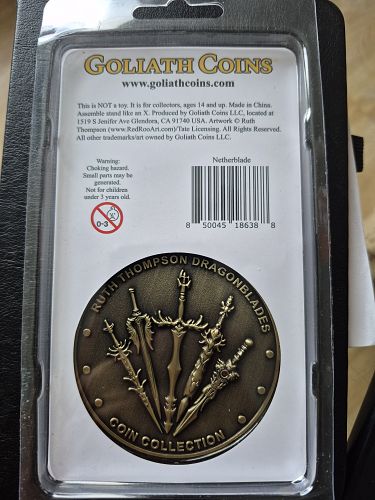 GOLIATH COINS
www.goliathcoins.com
This is NOT a toy. It is for collectors, ages 14 and up. Made in China.
Assemble stand like an X. Produced by Goliath Coins LLC, located at
1519 S Jenifer Ave Glendora, CA 91740 USA. Artwork © Ruth
Thompson (www.RedRooArt.com)/Tate Licensing. All Rights Reserved.
All other trademarks/art owned by Goliath Coins LLC.
Warning:
Choking hazard.
Small parts may be
generated.
Not for children
under 3 years old.
0-3
Netherblade
8 50045 18638 8
RUTH THOMPSON DRAGONBLADES
COIN COLLECTION